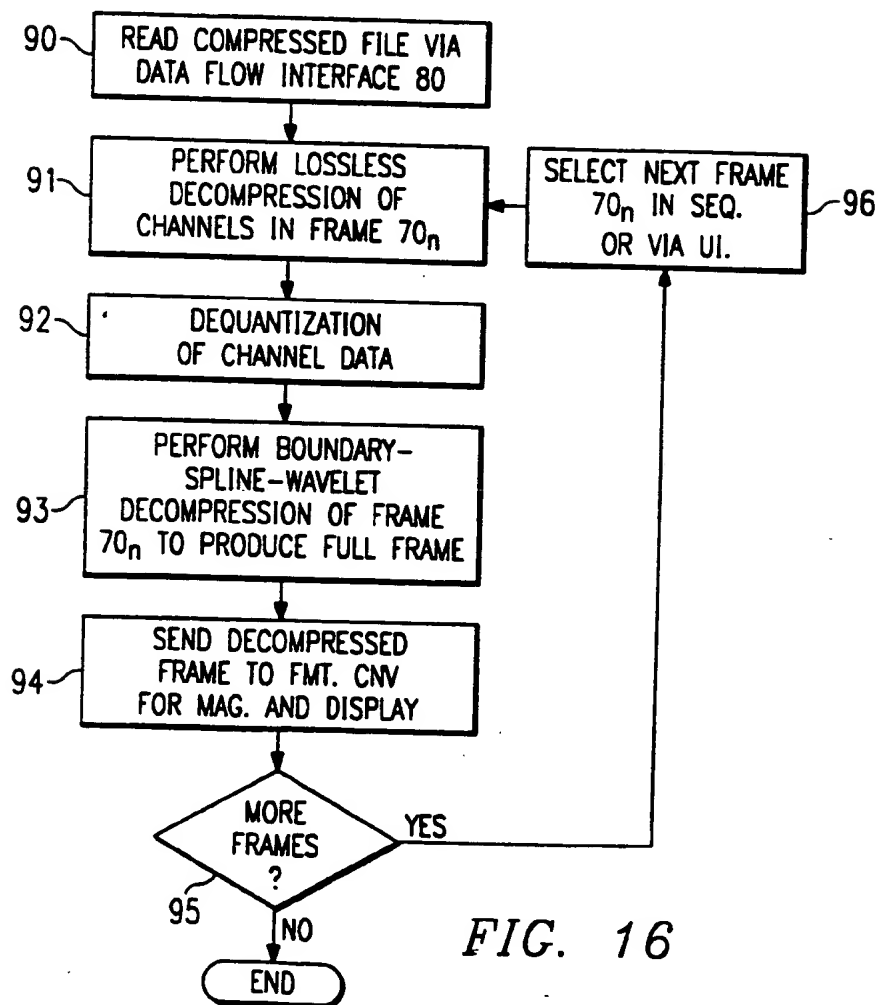 90
READ COMPRESSED FILE VIA
DATA FLOW INTERFACE 80
91
PERFORM LOSSLESS
DECOMPRESSION OF
CHANNELS IN FRAME 70n
SELECT NEXT FRAME
70n IN SEQ.
OR VIA UI.
96
92
DEQUANTIZATION
OF CHANNEL DATA
93
PERFORM BOUNDARY-
SPLINE-WAVELET
DECOMPRESSION OF FRAME
70n TO PRODUCE FULL FRAME
94
SEND DECOMPRESSED
FRAME TO FMT. CNV
FOR MAG. AND DISPLAY
MORE
FRAMES
?
YES
95
NO
END
FIG. 16